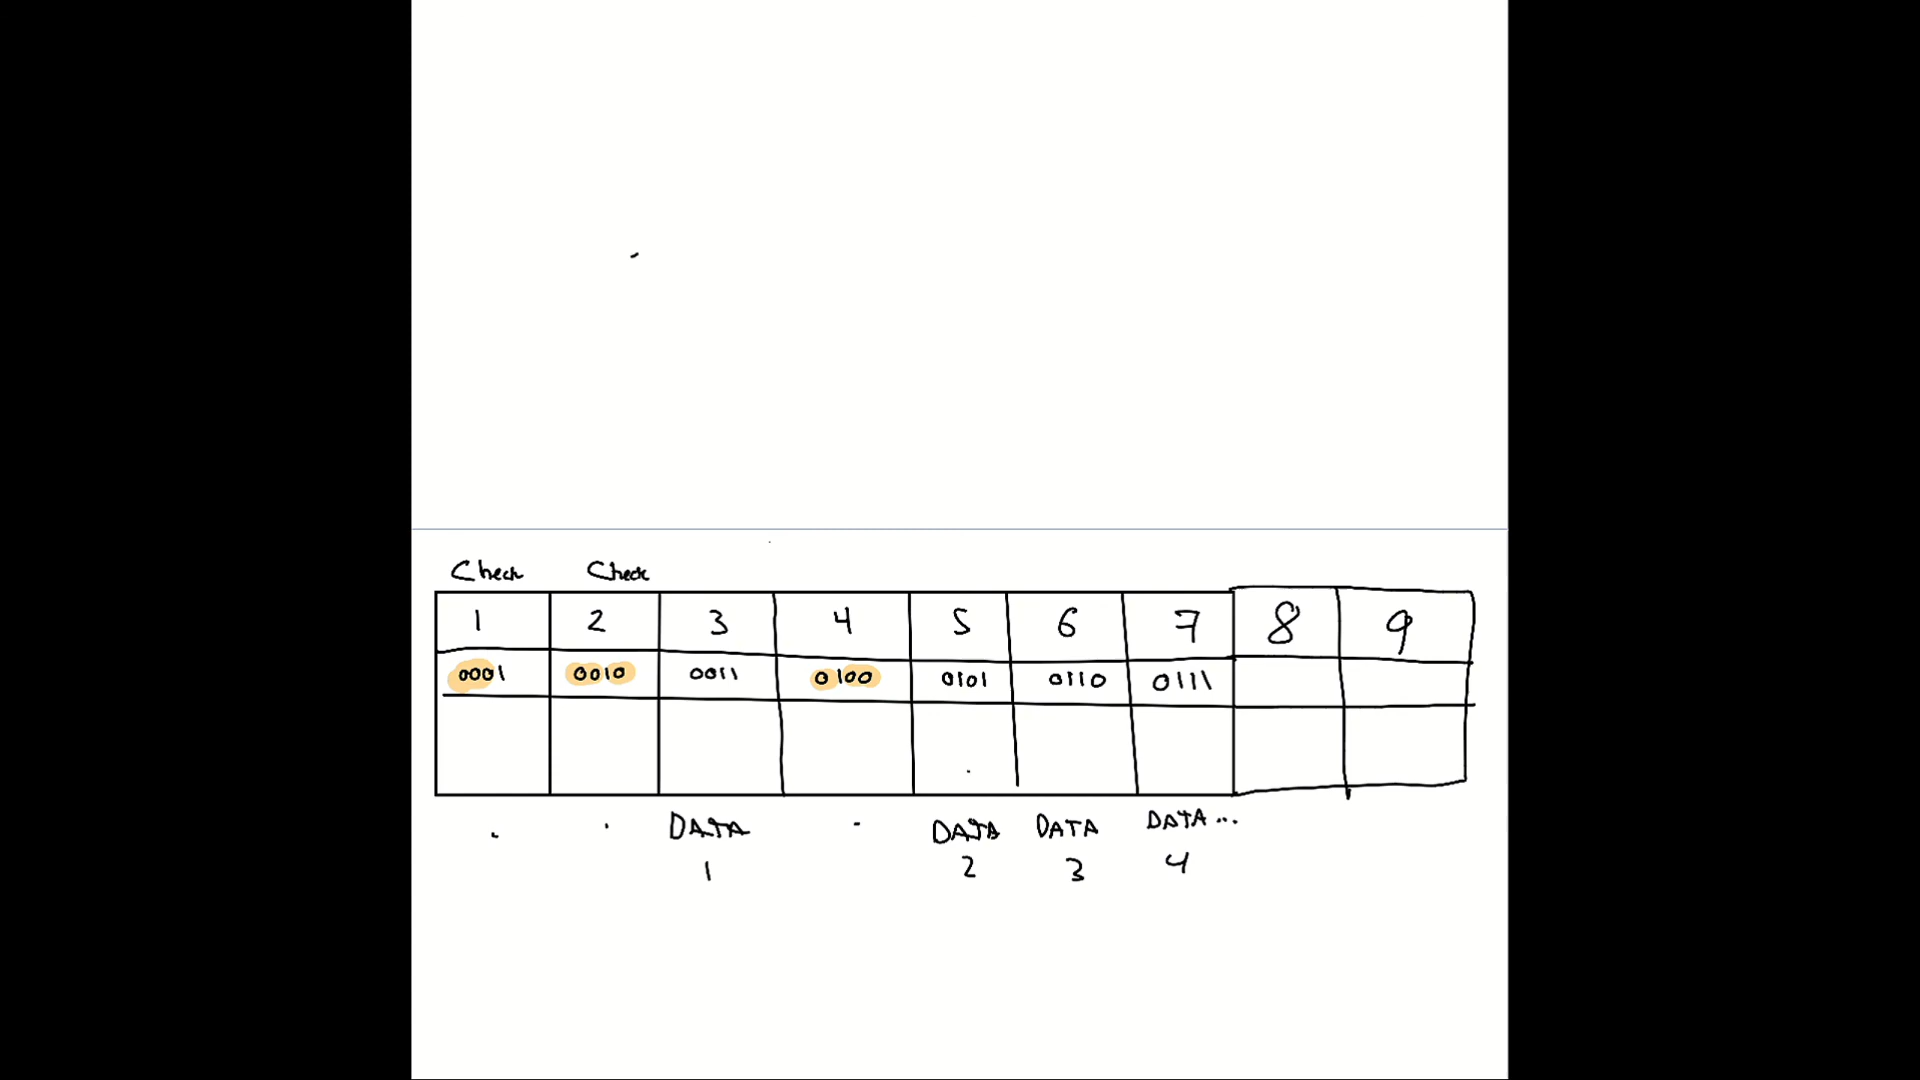 Check Check
1 2 3 4 5 6 7 8 9
0001 0010 0011 0100 0101 0110 0111
DATA DATA DATA DATA...
1 2 3 4